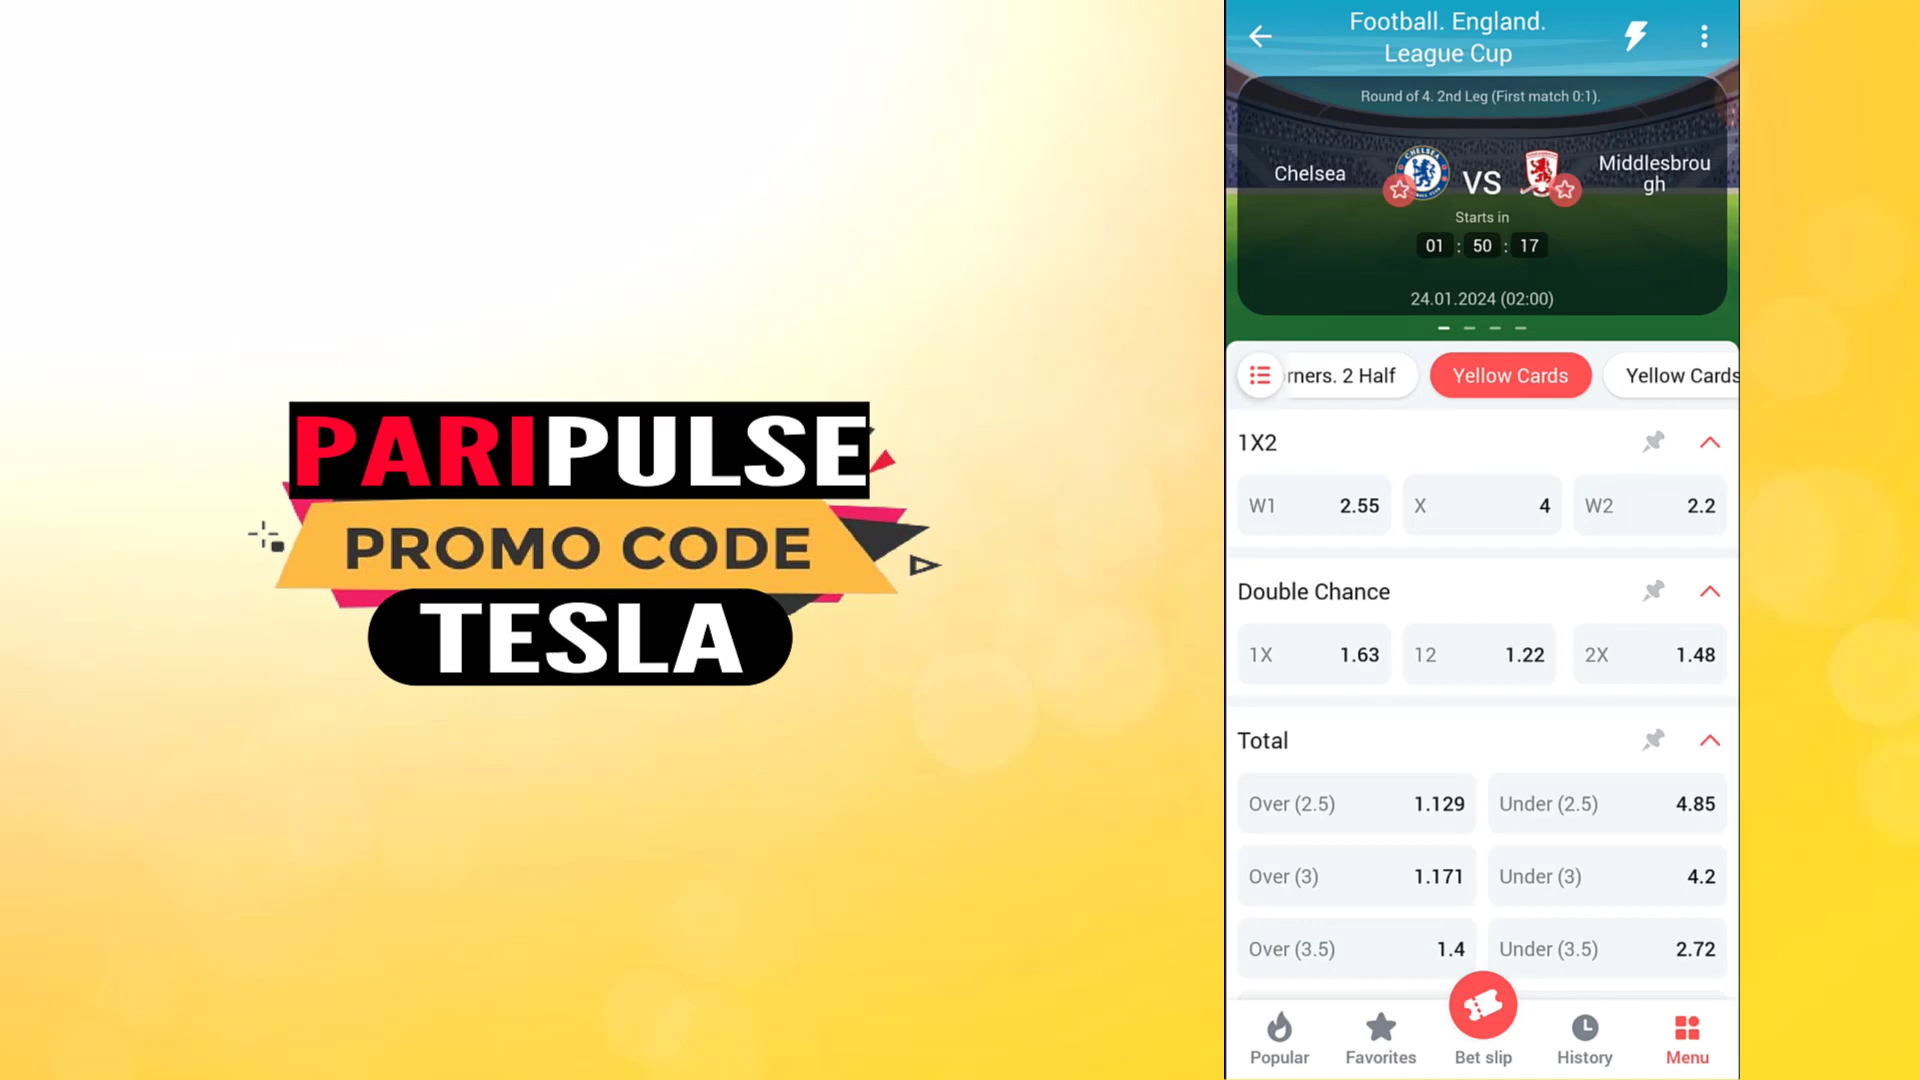 PARIPULSE
PROMO CODE
TESLA
Football. England.
League Cup
Round of 4. 2nd Leg (First match 0:1).
Chelsea
CHELSEA
VS
Middlesbrou
gh
Starts in
01 : 50 : 17
24.01.2024 (02:00)
rners. 2 Half
Yellow Cards
Yellow Cards
1X2
W1 2.55
X 4
W2 2.2
Double Chance
1X 1.63
12 1.22
2X 1.48
Total
Over (2.5) 1.129
Under (2.5) 4.85
Over (3) 1.171
Under (3) 4.2
Over (3.5) 1.4
Under (3.5) 2.72
Popular
Favorites
Bet slip
History
Menu